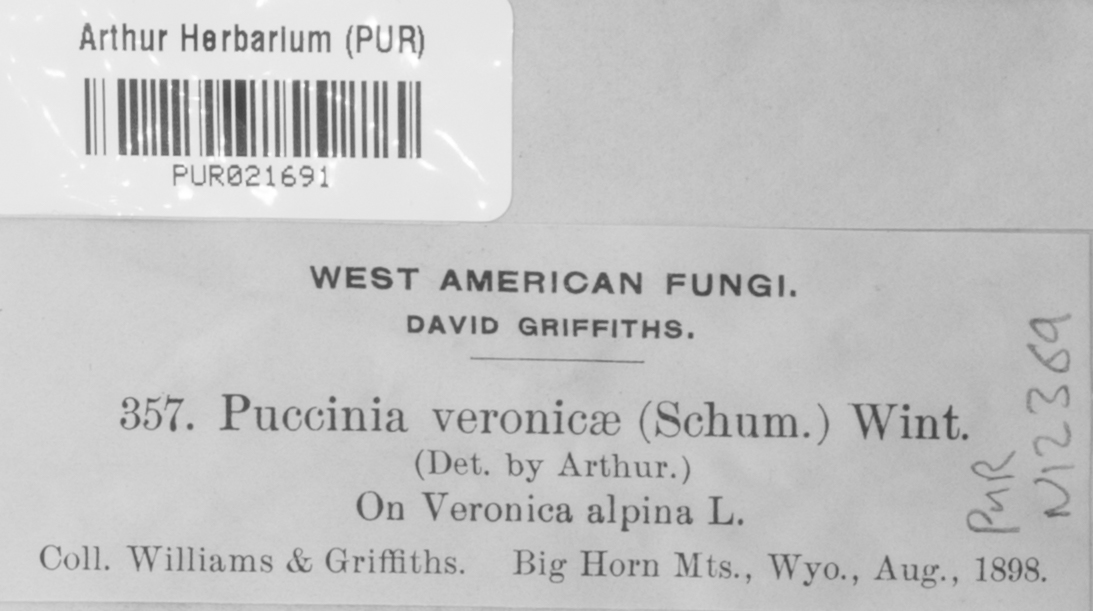 Arthur Herbarium (PUR)
PUR021691
WEST AMERICAN FUNGI.
DAVID GRIFFITHS.
357. Puccinia veronicæ (Schum.) Wint.
(Det. by Arthur.)
On Veronica alpina L.
Coll. Williams & Griffiths. Big Horn Mts., Wyo., Aug., 1898.
PUR
N12369